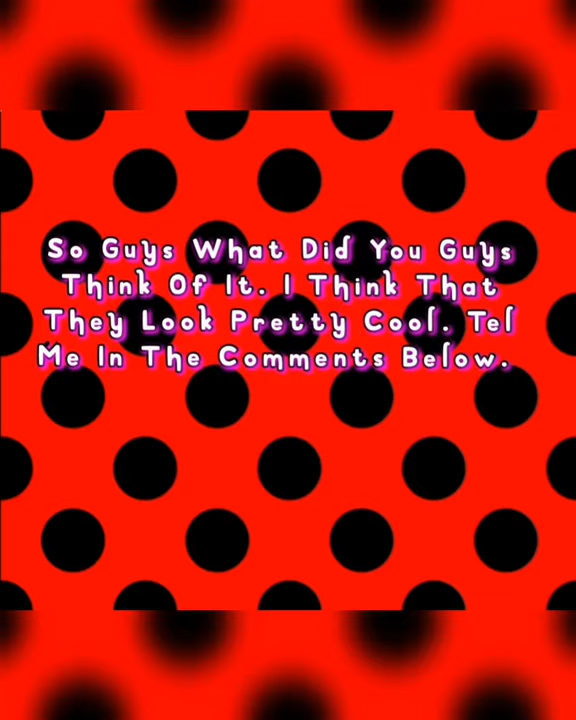 So Guys What Did You Guys
Think Of It. I Think That
They Look Pretty Cool. Tel
Me In The Comments Below.